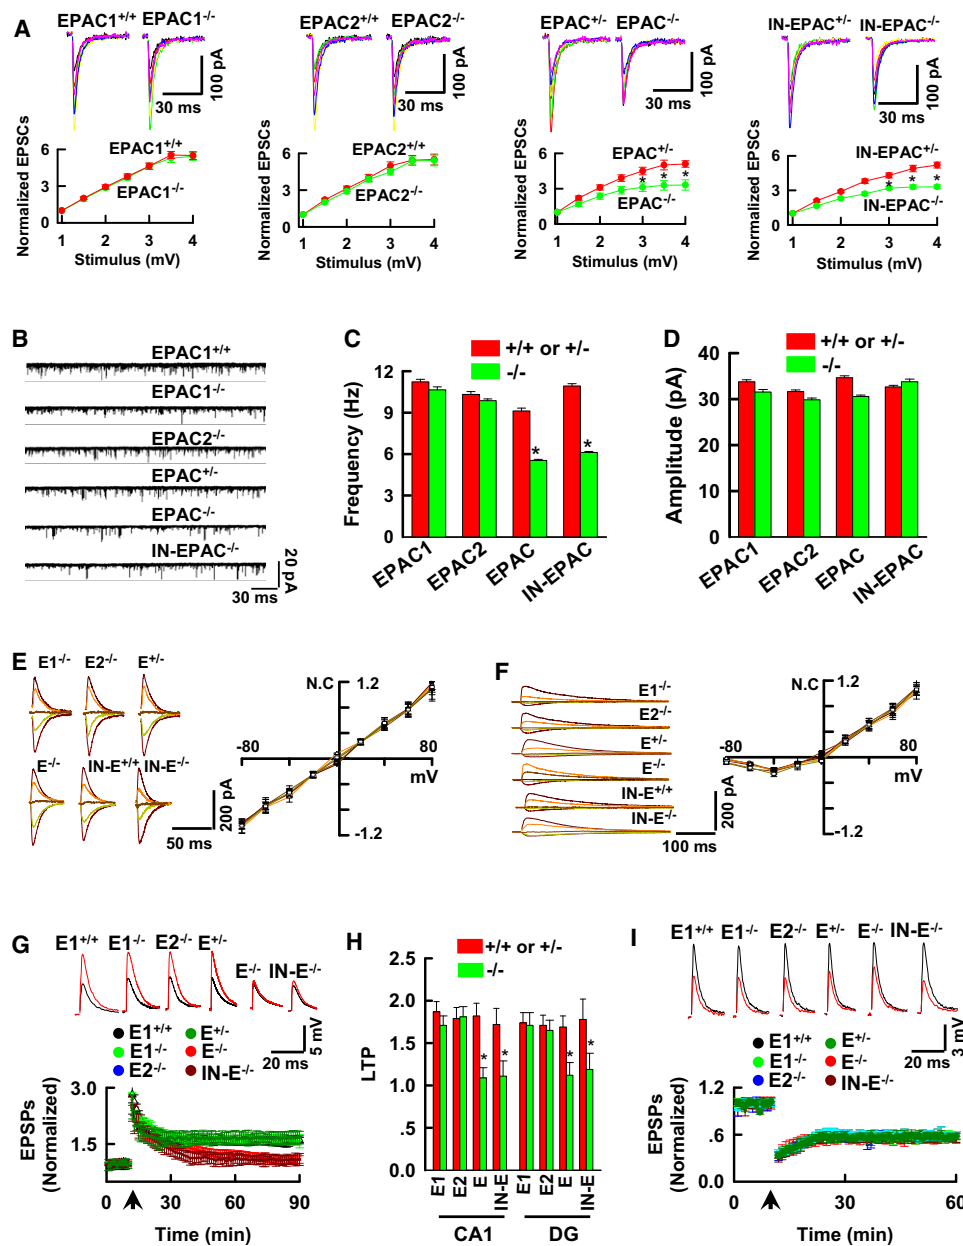 A
EPAC1+/+ EPAC1-/-
100 pA
30 ms
EPAC2+/+ EPAC2-/-
100 pA
30 ms
EPAC+/- EPAC-/-
100 pA
30 ms
IN-EPAC+/- IN-EPAC-/-
100 pA
30 ms
Normalized EPSCs
6
3
0
EPAC1+/+
EPAC1-/-
1 2 3 4
Stimulus (mV)
Normalized EPSCs
6
3
0
EPAC2+/+
EPAC2-/-
1 2 3 4
Stimulus (mV)
Normalized EPSCs
6
3
0
EPAC+/-
* * *
EPAC-/-
1 2 3 4
Stimulus (mV)
Normalized EPSCs
6
3
0
IN-EPAC+/-
* * *
IN-EPAC-/-
1 2 3 4
Stimulus (mV)
B
EPAC1+/+
EPAC1-/-
EPAC2-/-
EPAC+/-
EPAC-/-
IN-EPAC-/-
20 pA
30 ms
C
+/+ or +/-
-/-
Frequency (Hz)
12
9
6
3
0
* *
EPAC1 EPAC2 EPAC IN-EPAC
D
+/+ or +/-
-/-
Amplitude (pA)
40
30
20
10
0
EPAC1 EPAC2 EPAC IN-EPAC
E
E1-/- E2-/- E+/-
E-/- IN-E+/+ IN-E-/-
200 pA
50 ms
N.C 1.2
-80 80
mV
-1.2
F
E1-/-
E2-/-
E+/-
E-/-
IN-E+/+
IN-E-/-
200 pA
100 ms
N.C 1.2
-80 80
mV
-1.2
G
E1+/+ E1-/- E2-/- E+/-
E-/- IN-E-/-
5 mV
20 ms
E1+/+ E+/-
E1-/- E-/-
E2-/- IN-E-/-
EPSPs
(Normalized)
3.0
1.5
0
0 30 60 90
Time (min)
H
+/+ or +/-
-/-
LTP
2.5
2.0
1.5
1.0
0.5
0.0
* * * *
E1 E2 E IN-E E1 E2 E IN-E
CA1 DG
I
E1+/+ E1-/- E2-/- E+/- E-/- IN-E-/-
3 mV
20 ms
E1+/+ E+/-
E1-/- E-/-
E2-/- IN-E-/-
EPSPs
(Normalized)
1.2
.6
0
0 30 60
Time (min)